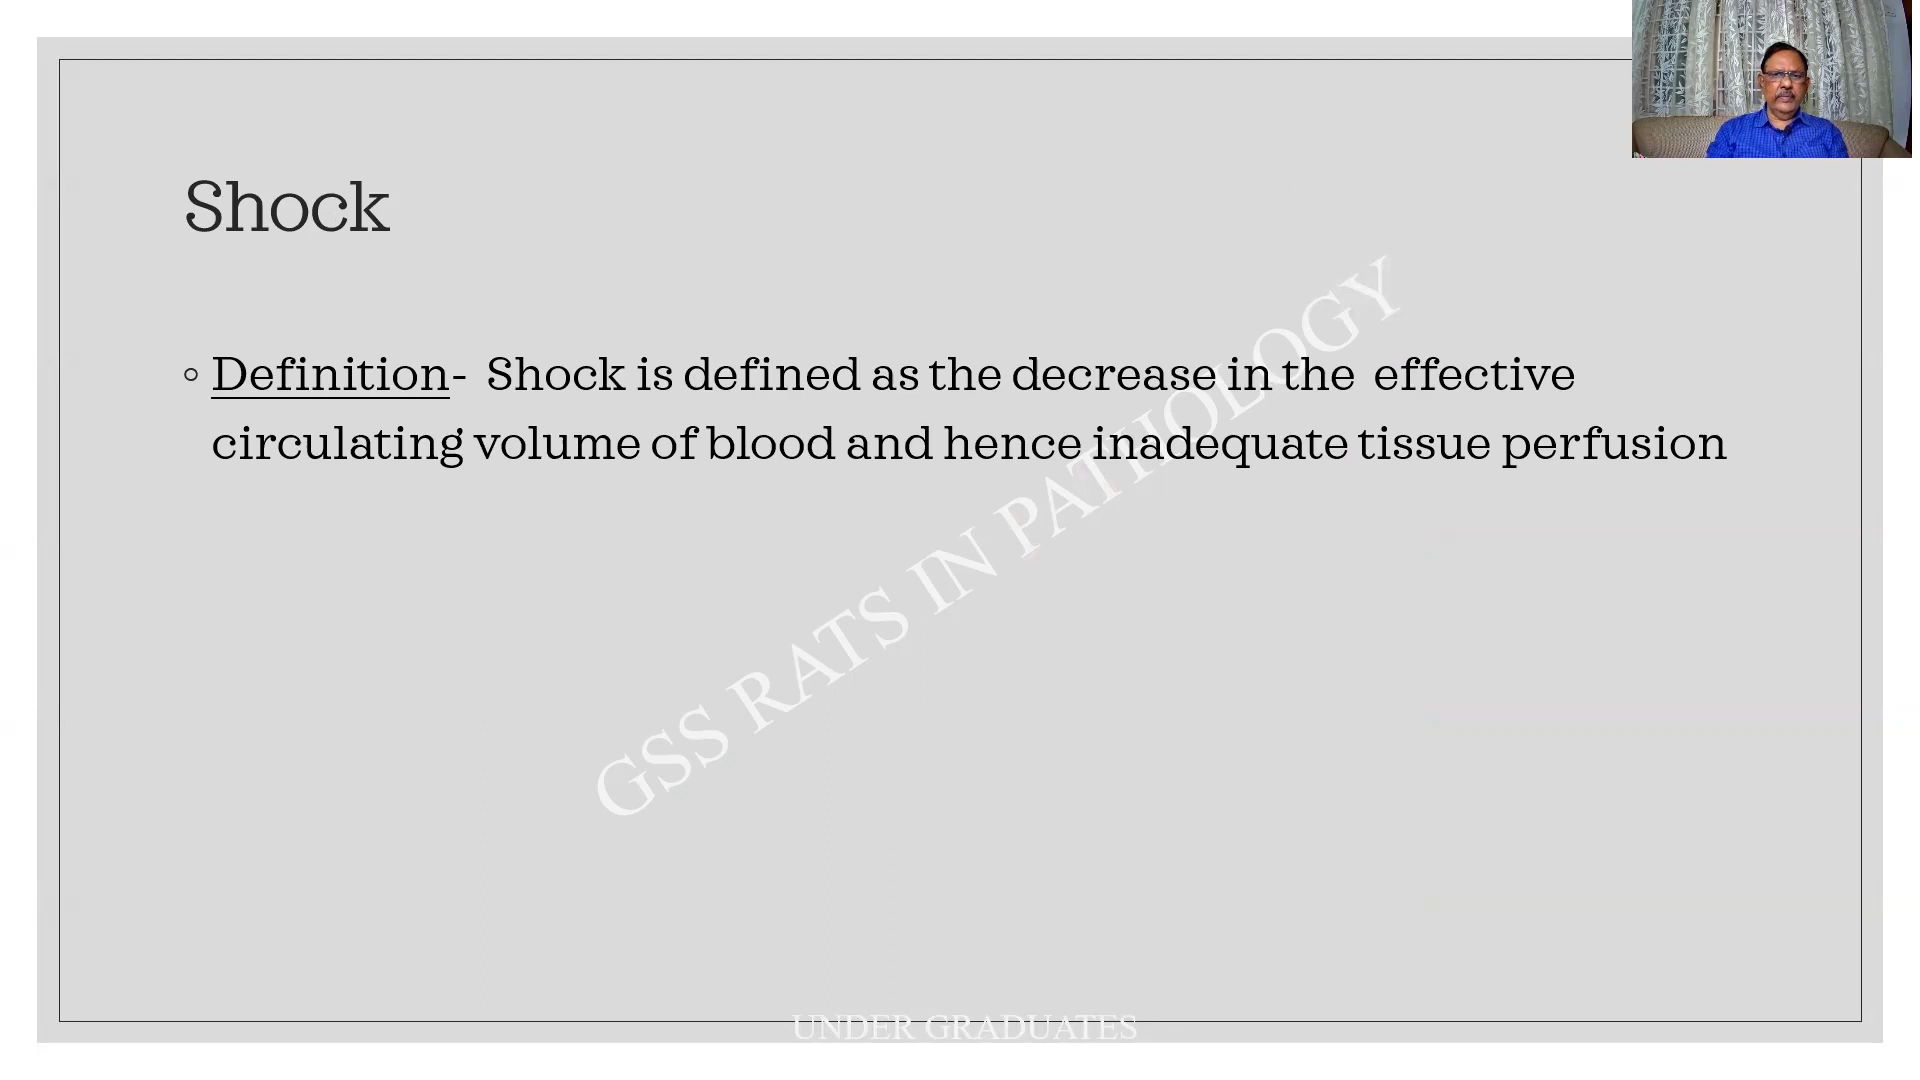 Shock
◦ Definition- Shock is defined as the decrease in the effective
circulating volume of blood and hence inadequate tissue perfusion
GSS RATS IN PATHOLOGY
UNDER GRADUATES